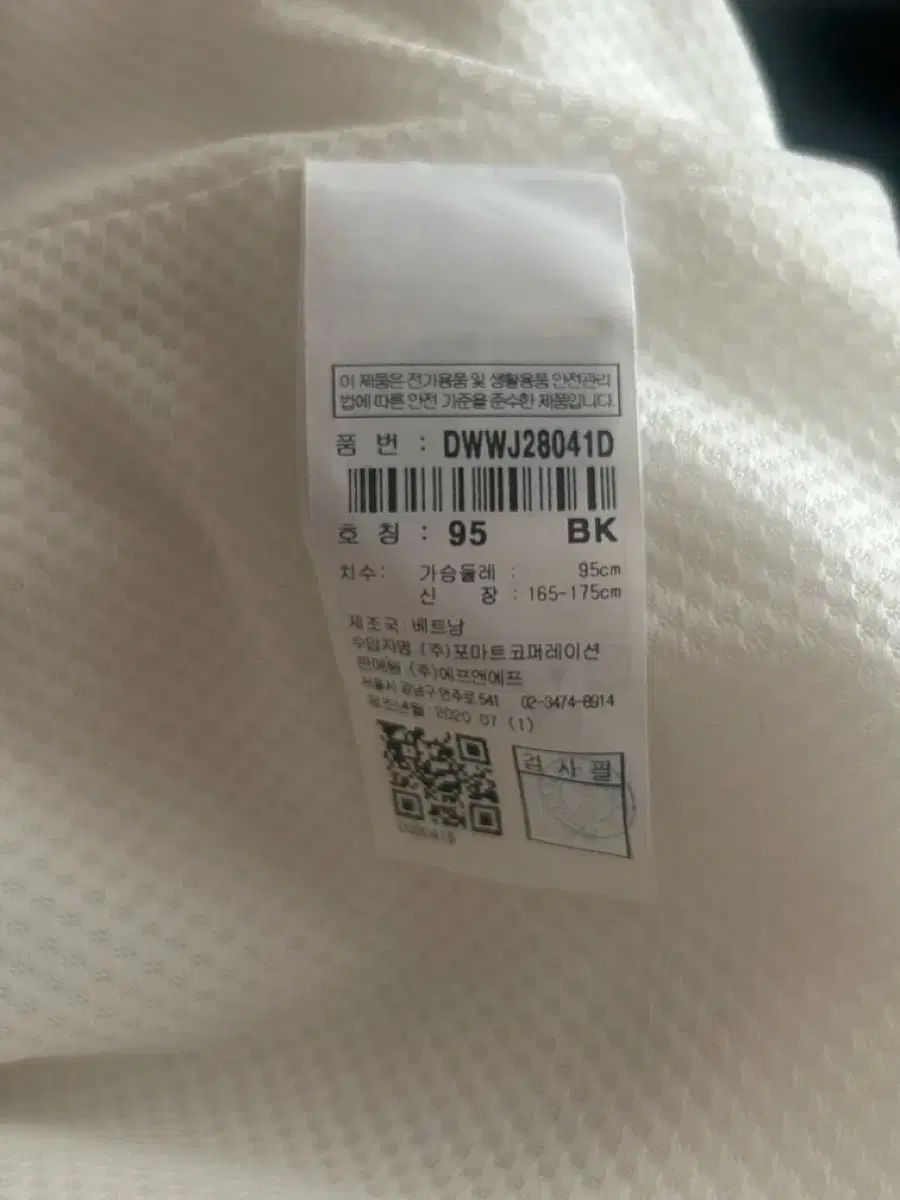 이 제품은 전기용품 및 생활용품 안전관리
법에 따른 안전 기준을 준수한 제품입니다.
품 번 : DWWJ28041D
호 칭 : 95 BK
치수: 가슴둘레 : 95cm
신 장 : 165-175cm
제조국: 베트남
수입자명 (주)포마트코퍼레이션
판매원 (주)에프앤에프
서울시 강남구 언주로 541 02-3474-8914
제조년월: 2020.07 (1)
검사필